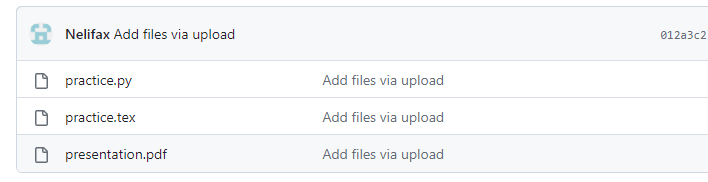 Nelifax Add files via upload 012a3c2
practice.py Add files via upload
practice.tex Add files via upload
presentation.pdf Add files via upload